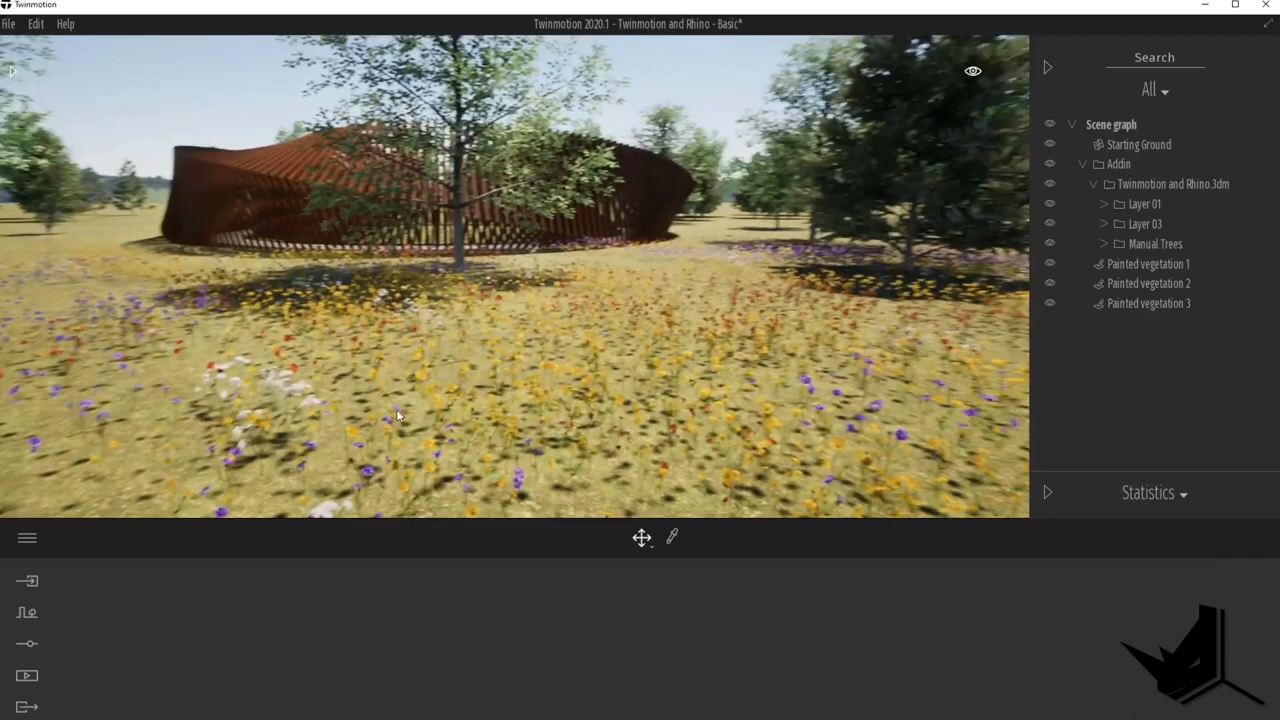 Twinmotion
File Edit Help
Twinmotion 2020.1 - Twinmotion and Rhino - Basic*
Search
All
Scene graph
Starting Ground
Addin
Twinmotion and Rhino.3dm
Layer 01
Layer 03
Manual Trees
Painted vegetation 1
Painted vegetation 2
Painted vegetation 3
Statistics